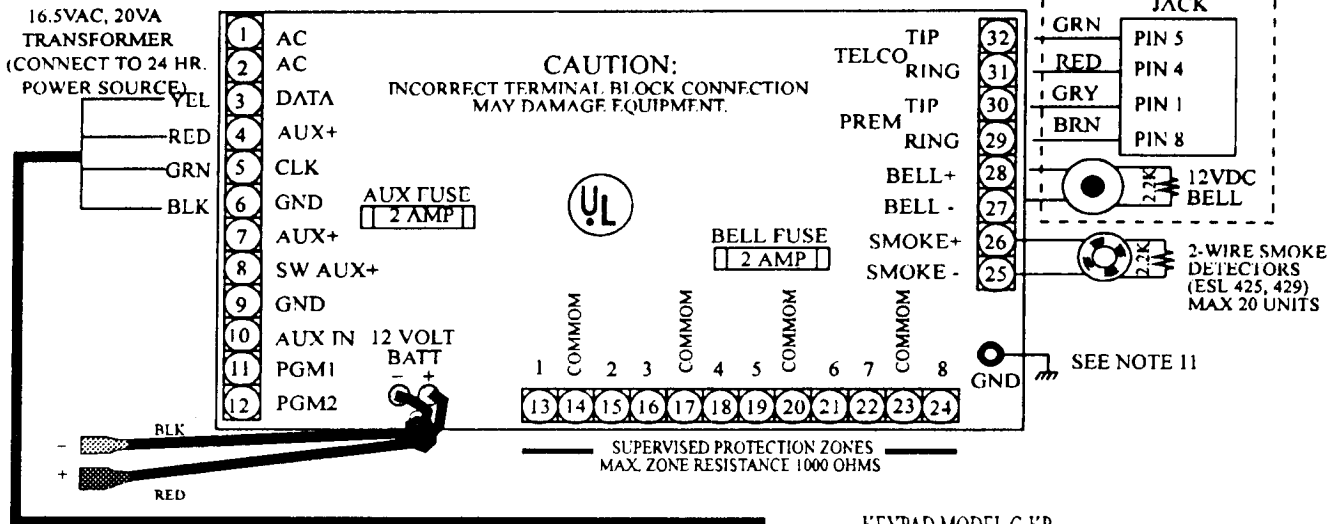 16.5VAC, 20VA
TRANSFORMER
(CONNECT TO 24 HR.
POWER SOURCE)
YEL
RED
GRN
BLK
1 AC
2 AC
3 DATA
4 AUX+
5 CLK
6 GND
7 AUX+
8 SW AUX+
9 GND
10 AUX IN
11 PGM1
12 PGM2
12 VOLT
BATT
- +
CAUTION:
INCORRECT TERMINAL BLOCK CONNECTION
MAY DAMAGE EQUIPMENT.
AUX FUSE
2 AMP
UL
BELL FUSE
2 AMP
TELCO
TIP 32
RING 31
PREM
TIP 30
RING 29
BELL+ 28
BELL - 27
SMOKE+ 26
SMOKE - 25
JACK
GRN PIN 5
RED PIN 4
GRY PIN 1
BRN PIN 8
2.2K
12VDC
BELL
2.2K
2-WIRE SMOKE
DETECTORS
(ESL 425, 429)
MAX 20 UNITS
GND
SEE NOTE 11
1 COMMOM 2 3 COMMOM 4 5 COMMOM 6 7 COMMOM 8
13 14 15 16 17 18 19 20 21 22 23 24
SUPERVISED PROTECTION ZONES
MAX. ZONE RESISTANCE 1000 OHMS
- BLK
+ RED
KEYPAD MODEL C-KP